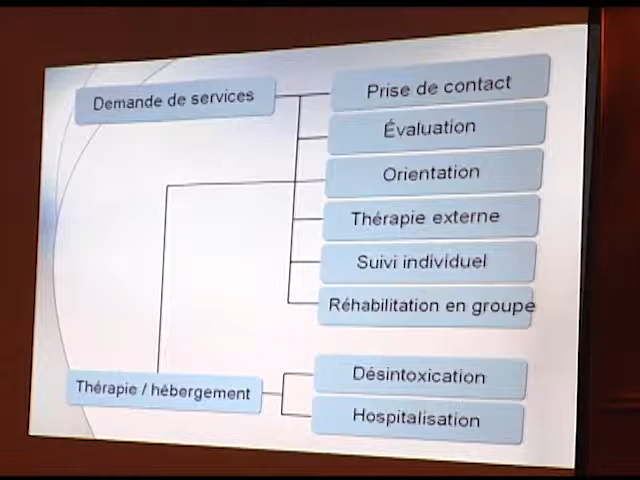 Demande de services
Prise de contact
Évaluation
Orientation
Thérapie externe
Suivi individuel
Réhabilitation en groupe
Thérapie / hébergement
Désintoxication
Hospitalisation